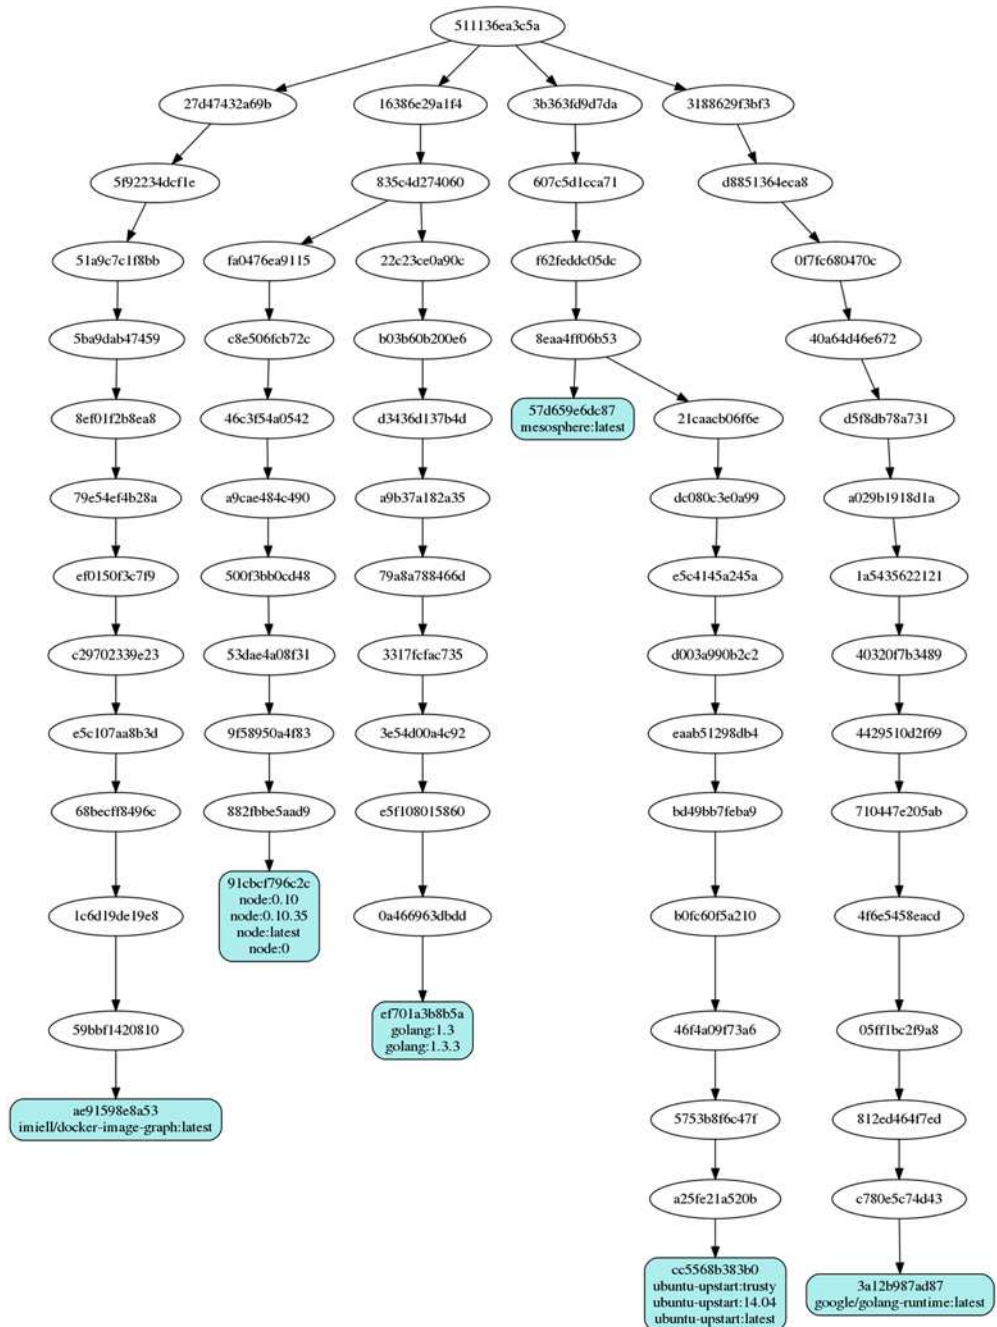 511136ea3c5a
27d47432a69b
16386e29a1f4
3b363fd9d7da
3188629f3bf3
5f92234dcf1e
835c4d274060
607c5d1cca71
d8851364eca8
51a9c7c1f8bb
fa0476ea9115
22c23ce0a90c
f62feddc05dc
0f7fc680470c
5ba9dab47459
c8e506fcb72c
b03b60b200e6
8eaa4ff06b53
40a64d46e672
8ef01f2b8ea8
46c3f54a0542
d3436d137b4d
57d659e6dc87
mesosphere:latest
21caacb06f6e
d5f8db78a731
79e54ef4b28a
a9cae484c490
a9b37a182a35
dc080c3e0a99
a029b1918d1a
ef0150f3c7f9
500f3bb0cd48
79a8a788466d
e5c4145a245a
1a5435622121
c29702339e23
53dae4a08f31
3317fcfac735
d003a990b2c2
40320f7b3489
e5c107aa8b3d
9f58950a4f83
3e54d00a4c92
eaab51298db4
4429510d2f69
68becff8496c
882fbbe5aad9
e5f108015860
bd49bb7feba9
710447e205ab
1c6d19de19e8
91cbcf796c2c
node:0.10
node:0.10.35
node:latest
node:0
0a466963dbdd
b0fc60f5a210
4f6e5458eacd
59bbf1420810
ef701a3b8b5a
golang:1.3
golang:1.3.3
46f4a09f73a6
05ff1bc2f9a8
ae91598e8a53
imiell/docker-image-graph:latest
5753b8f6c47f
812ed464f7ed
a25fe21a520b
c780e5c74d43
cc5568b383b0
ubuntu-upstart:trusty
ubuntu-upstart:14.04
ubuntu-upstart:latest
3a12b987ad87
google/golang-runtime:latest